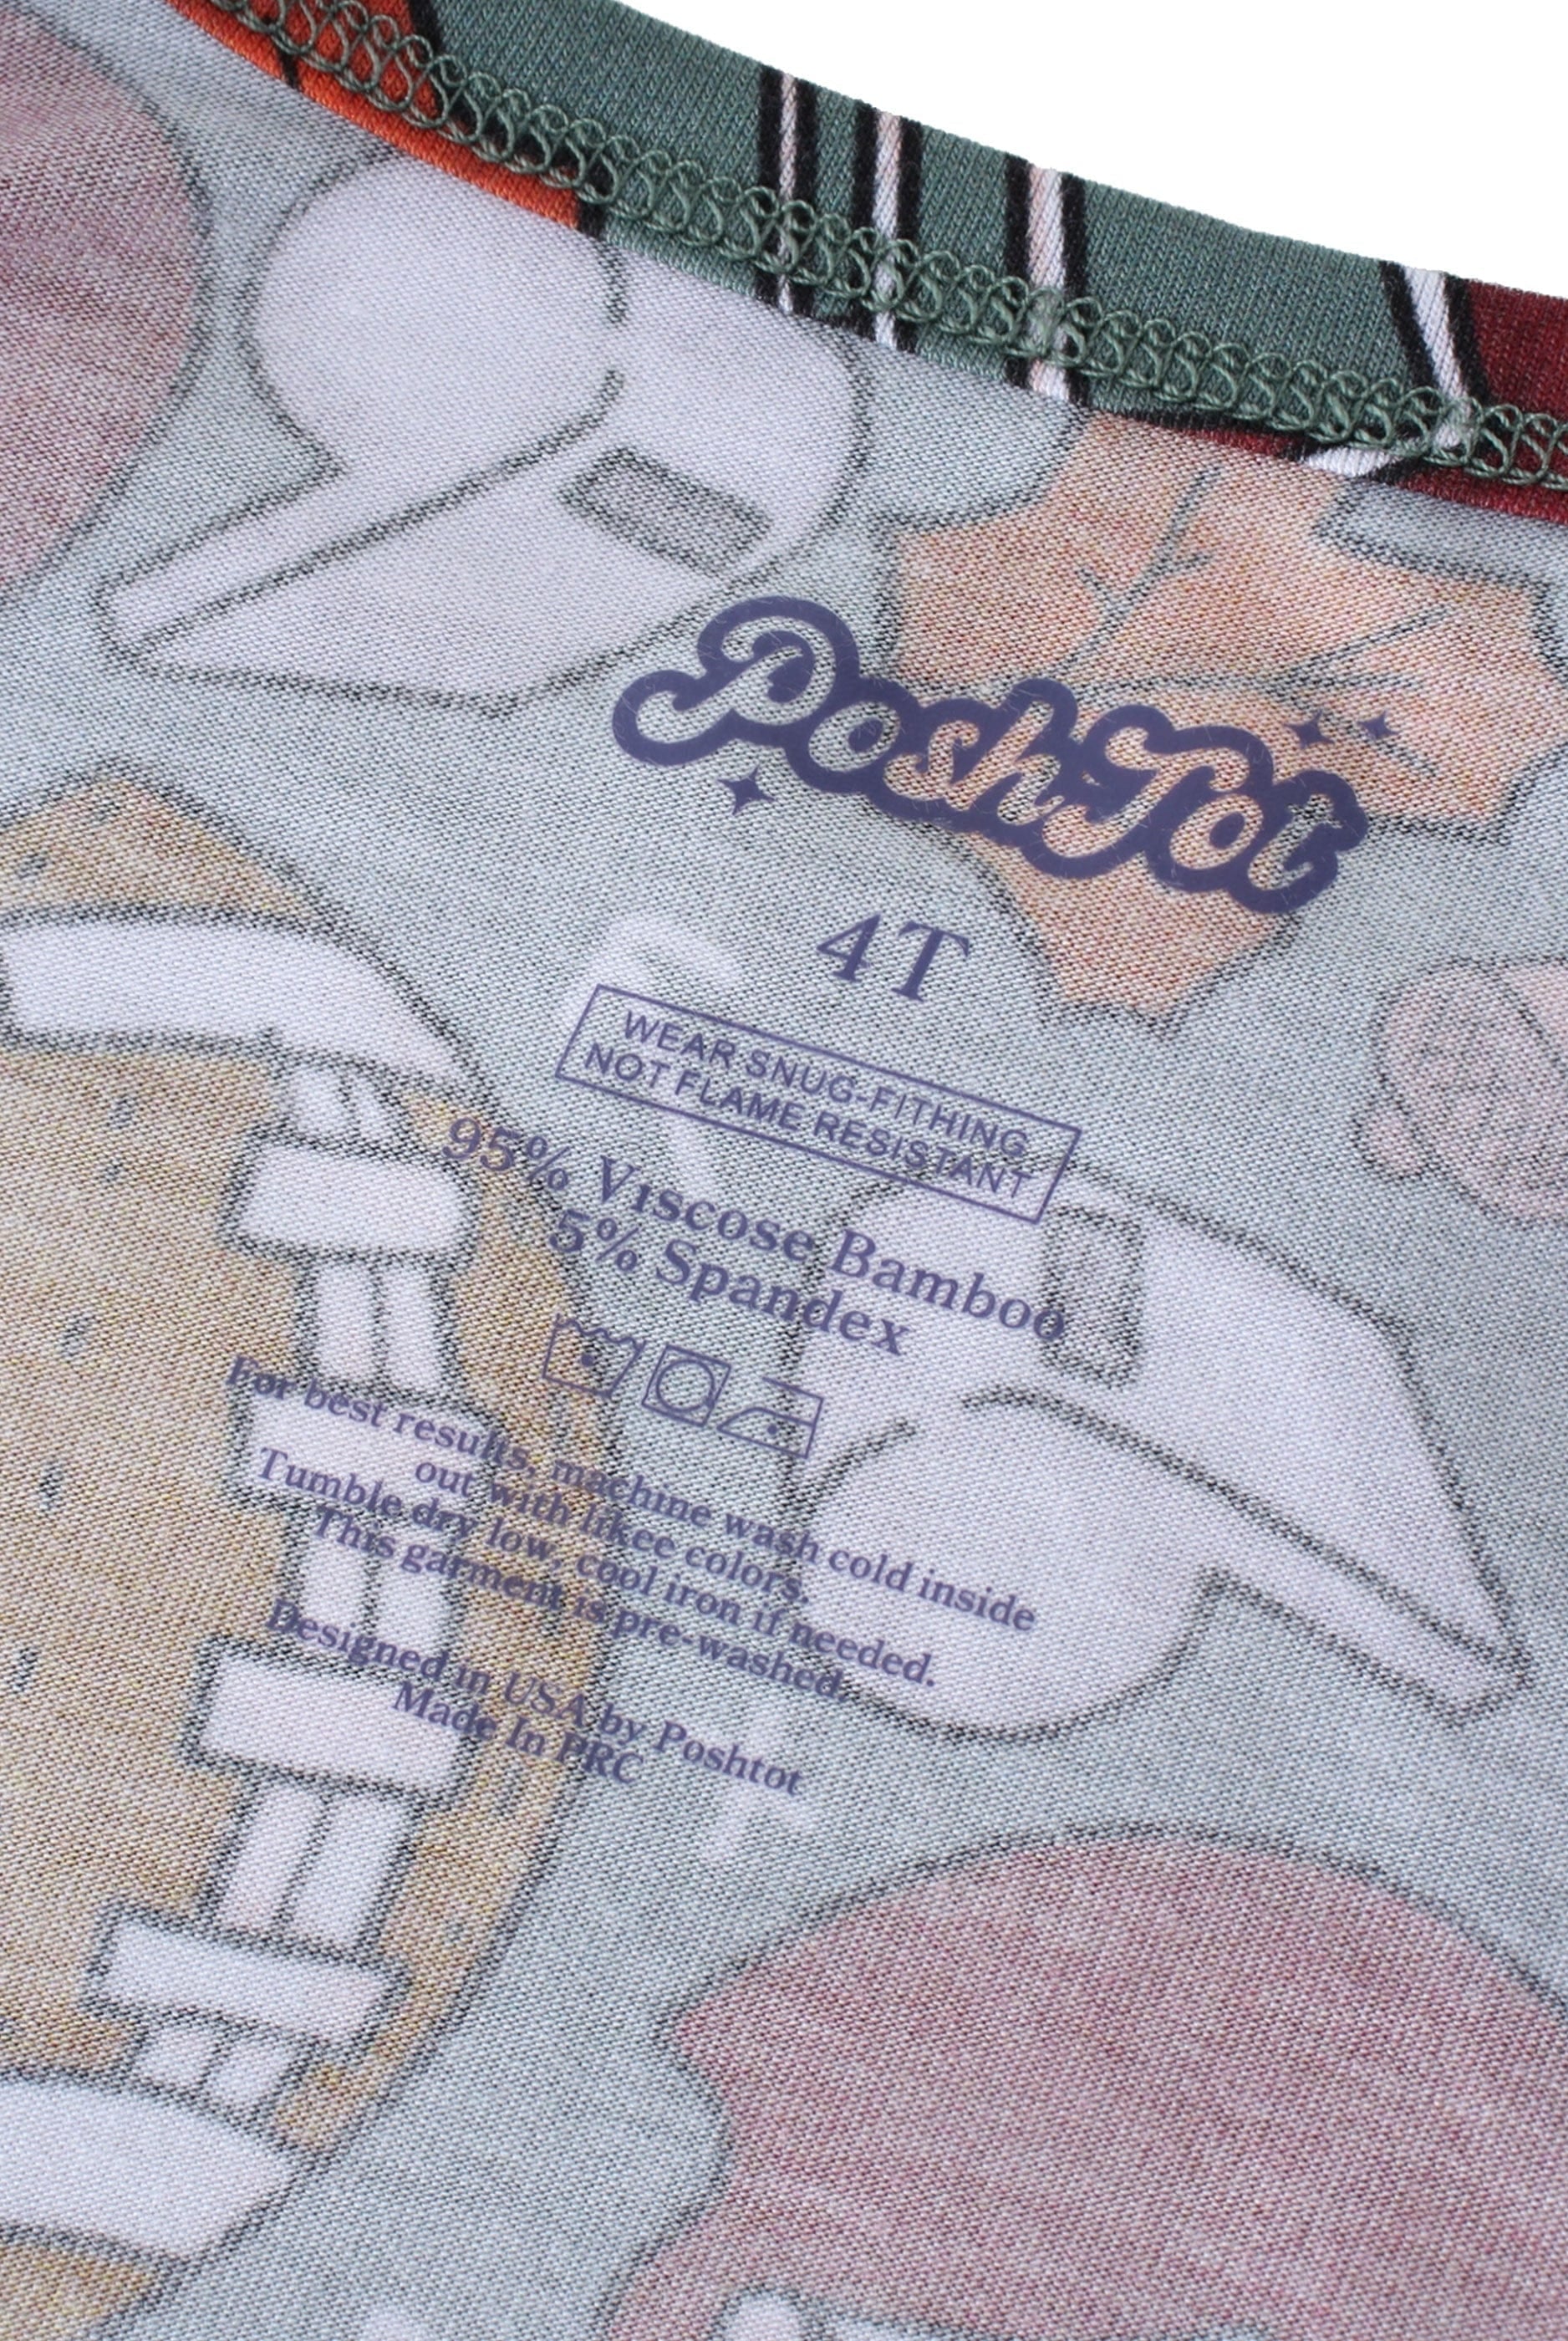 PoshTot
4T
WEAR SNUG-FITHING
NOT FLAME RESISTANT
95% Viscose Bamboo
5% Spandex
For best results, machine wash cold inside
out with likee colors.
Tumble dry low, cool iron if needed.
This garment is pre-washed.
Designed in USA by Poshtot
Made In PRC